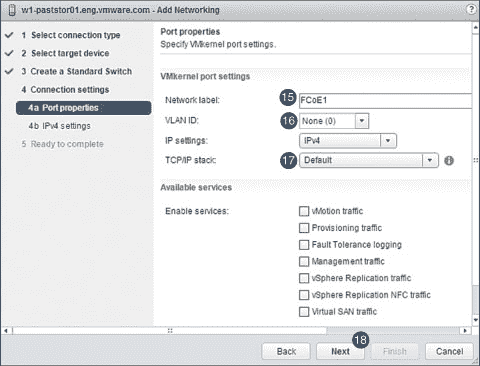 w1-paststor01.eng.vmware.com - Add Networking
1 Select connection type
2 Select target device
3 Create a Standard Switch
4 Connection settings
4a Port properties
4b IPv4 settings
5 Ready to complete
Port properties
Specify VMkernel port settings.
VMkernel port settings
Network label: 15 FCoE1
VLAN ID: 16 None (0)
IP settings: IPv4
TCP/IP stack: 17 Default
Available services
Enable services: vMotion traffic
Provisioning traffic
Fault Tolerance logging
Management traffic
vSphere Replication traffic
vSphere Replication NFC traffic
Virtual SAN traffic
18
Back Next Finish Cancel